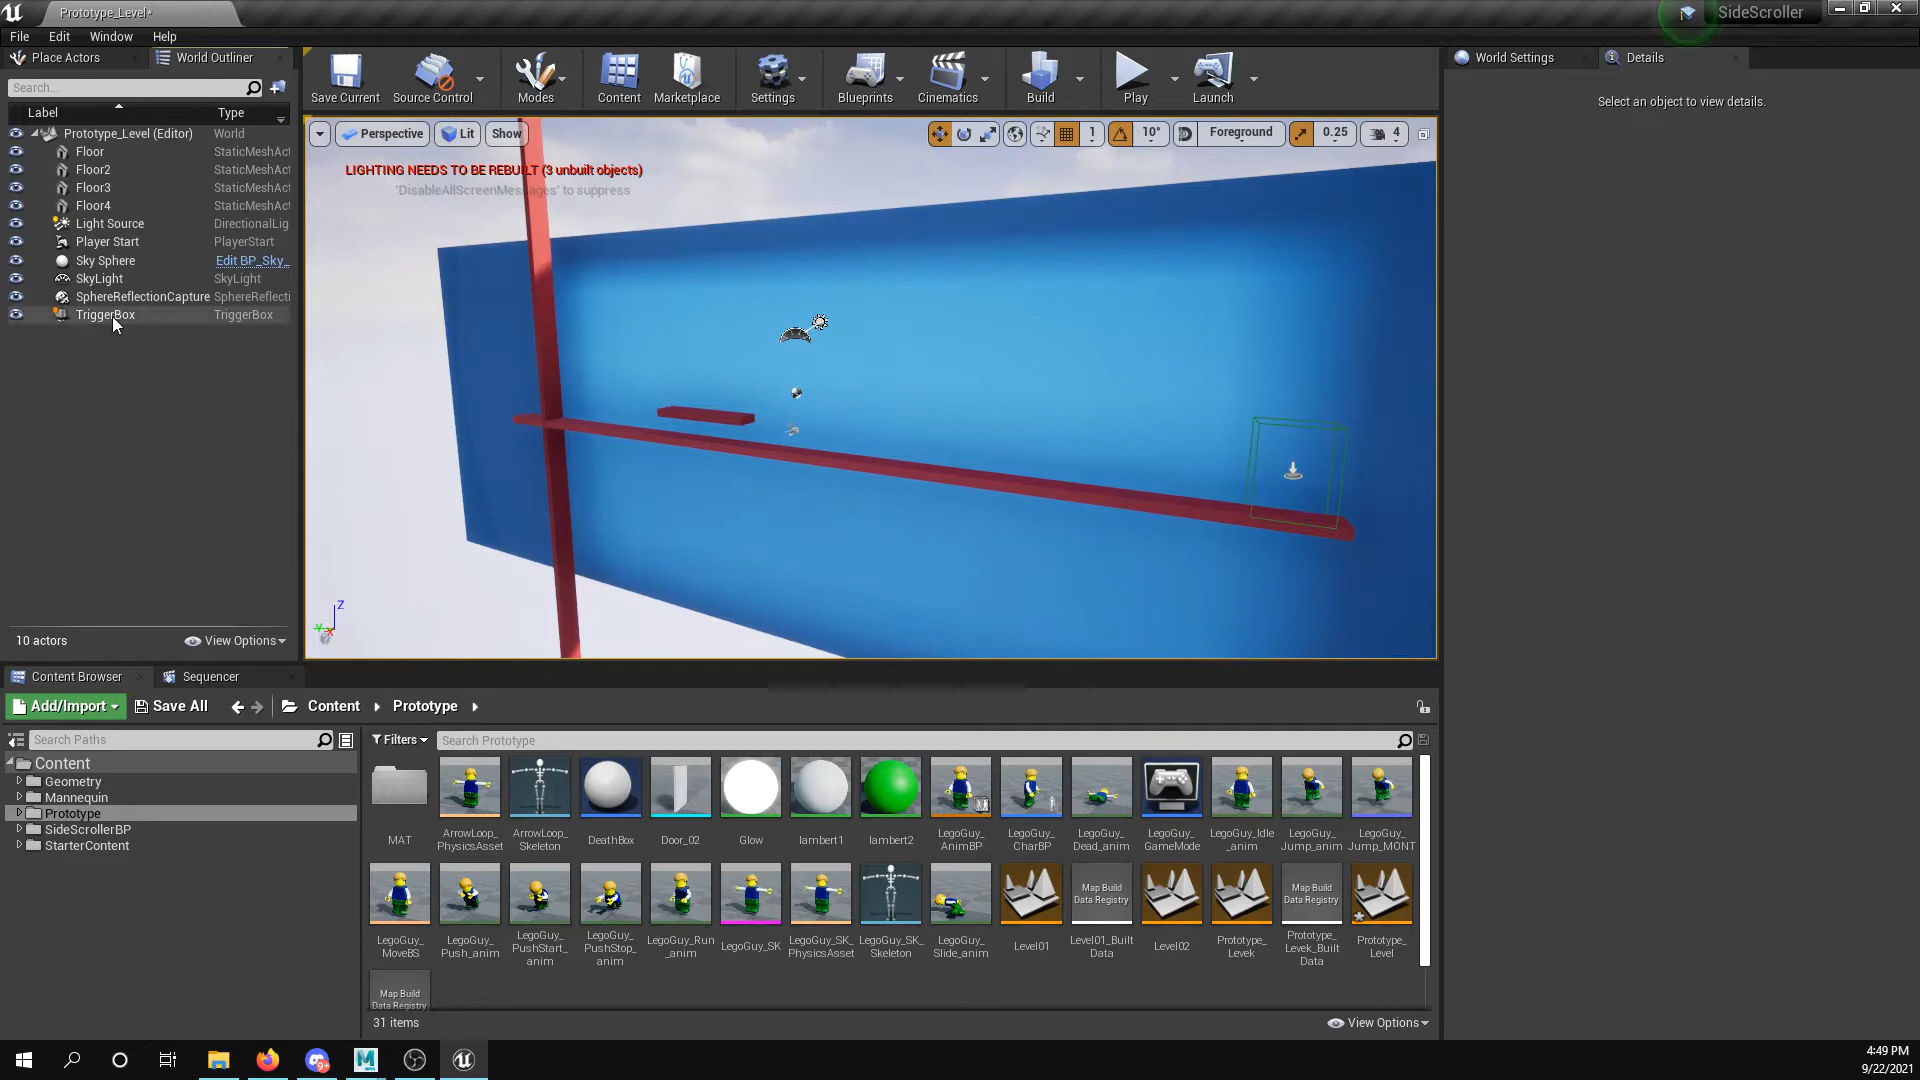 Prototype_Level*
SideScroller
File Edit Window Help
Place Actors
World Outliner
Save Current
Source Control
Modes
Content
Marketplace
Settings
Blueprints
Cinematics
Build
Play
Launch
World Settings
Details
Search...
Select an object to view details.
Label Type
Prototype_Level (Editor) World
Floor StaticMeshAct
Floor2 StaticMeshAct
Floor3 StaticMeshAct
Floor4 StaticMeshAct
Light Source DirectionalLig
Player Start PlayerStart
Sky Sphere Edit BP_Sky_
SkyLight SkyLight
SphereReflectionCapture SphereReflecti
TriggerBox TriggerBox
10 actors
View Options
Perspective
Lit
Show
1
10°
Foreground
0.25
4
LIGHTING NEEDS TO BE REBUILT (3 unbuilt objects)
'DisableAllScreenMessages' to suppress
Z
Y
X
Content Browser
Sequencer
Add/Import
Save All
Content
Prototype
Search Paths
Filters
Search Prototype
Content
Geometry
Mannequin
Prototype
SideScrollerBP
StarterContent
MAT
ArrowLoop_
PhysicsAsset
ArrowLoop_
Skeleton
DeathBox
Door_02
Glow
lambert1
lambert2
LegoGuy_
AnimBP
LegoGuy_
CharBP
LegoGuy_
Dead_anim
LegoGuy_
GameMode
LegoGuy_Idle
_anim
LegoGuy_
Jump_anim
LegoGuy_
Jump_MONT
LegoGuy_
MoveBS
LegoGuy_
Push_anim
LegoGuy_
PushStart_
anim
LegoGuy_
PushStop_
anim
LegoGuy_Run
_anim
LegoGuy_SK
LegoGuy_SK_
PhysicsAsset
LegoGuy_SK_
Skeleton
LegoGuy_
Slide_anim
Level01
Map Build
Data Registry
Level01_Built
Data
Level02
Prototype_
Levek
Map Build
Data Registry
Prototype_
Levek_Built
Data
Prototype_
Level
Map Build
Data Registry
31 items
View Options
9+
4:49 PM
9/22/2021